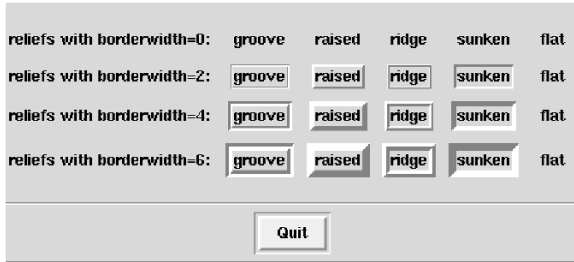 reliefs with borderwidth=0: groove raised ridge sunken flat
reliefs with borderwidth=2: groove raised ridge sunken flat
reliefs with borderwidth=4: groove raised ridge sunken flat
reliefs with borderwidth=6: groove raised ridge sunken flat
Quit